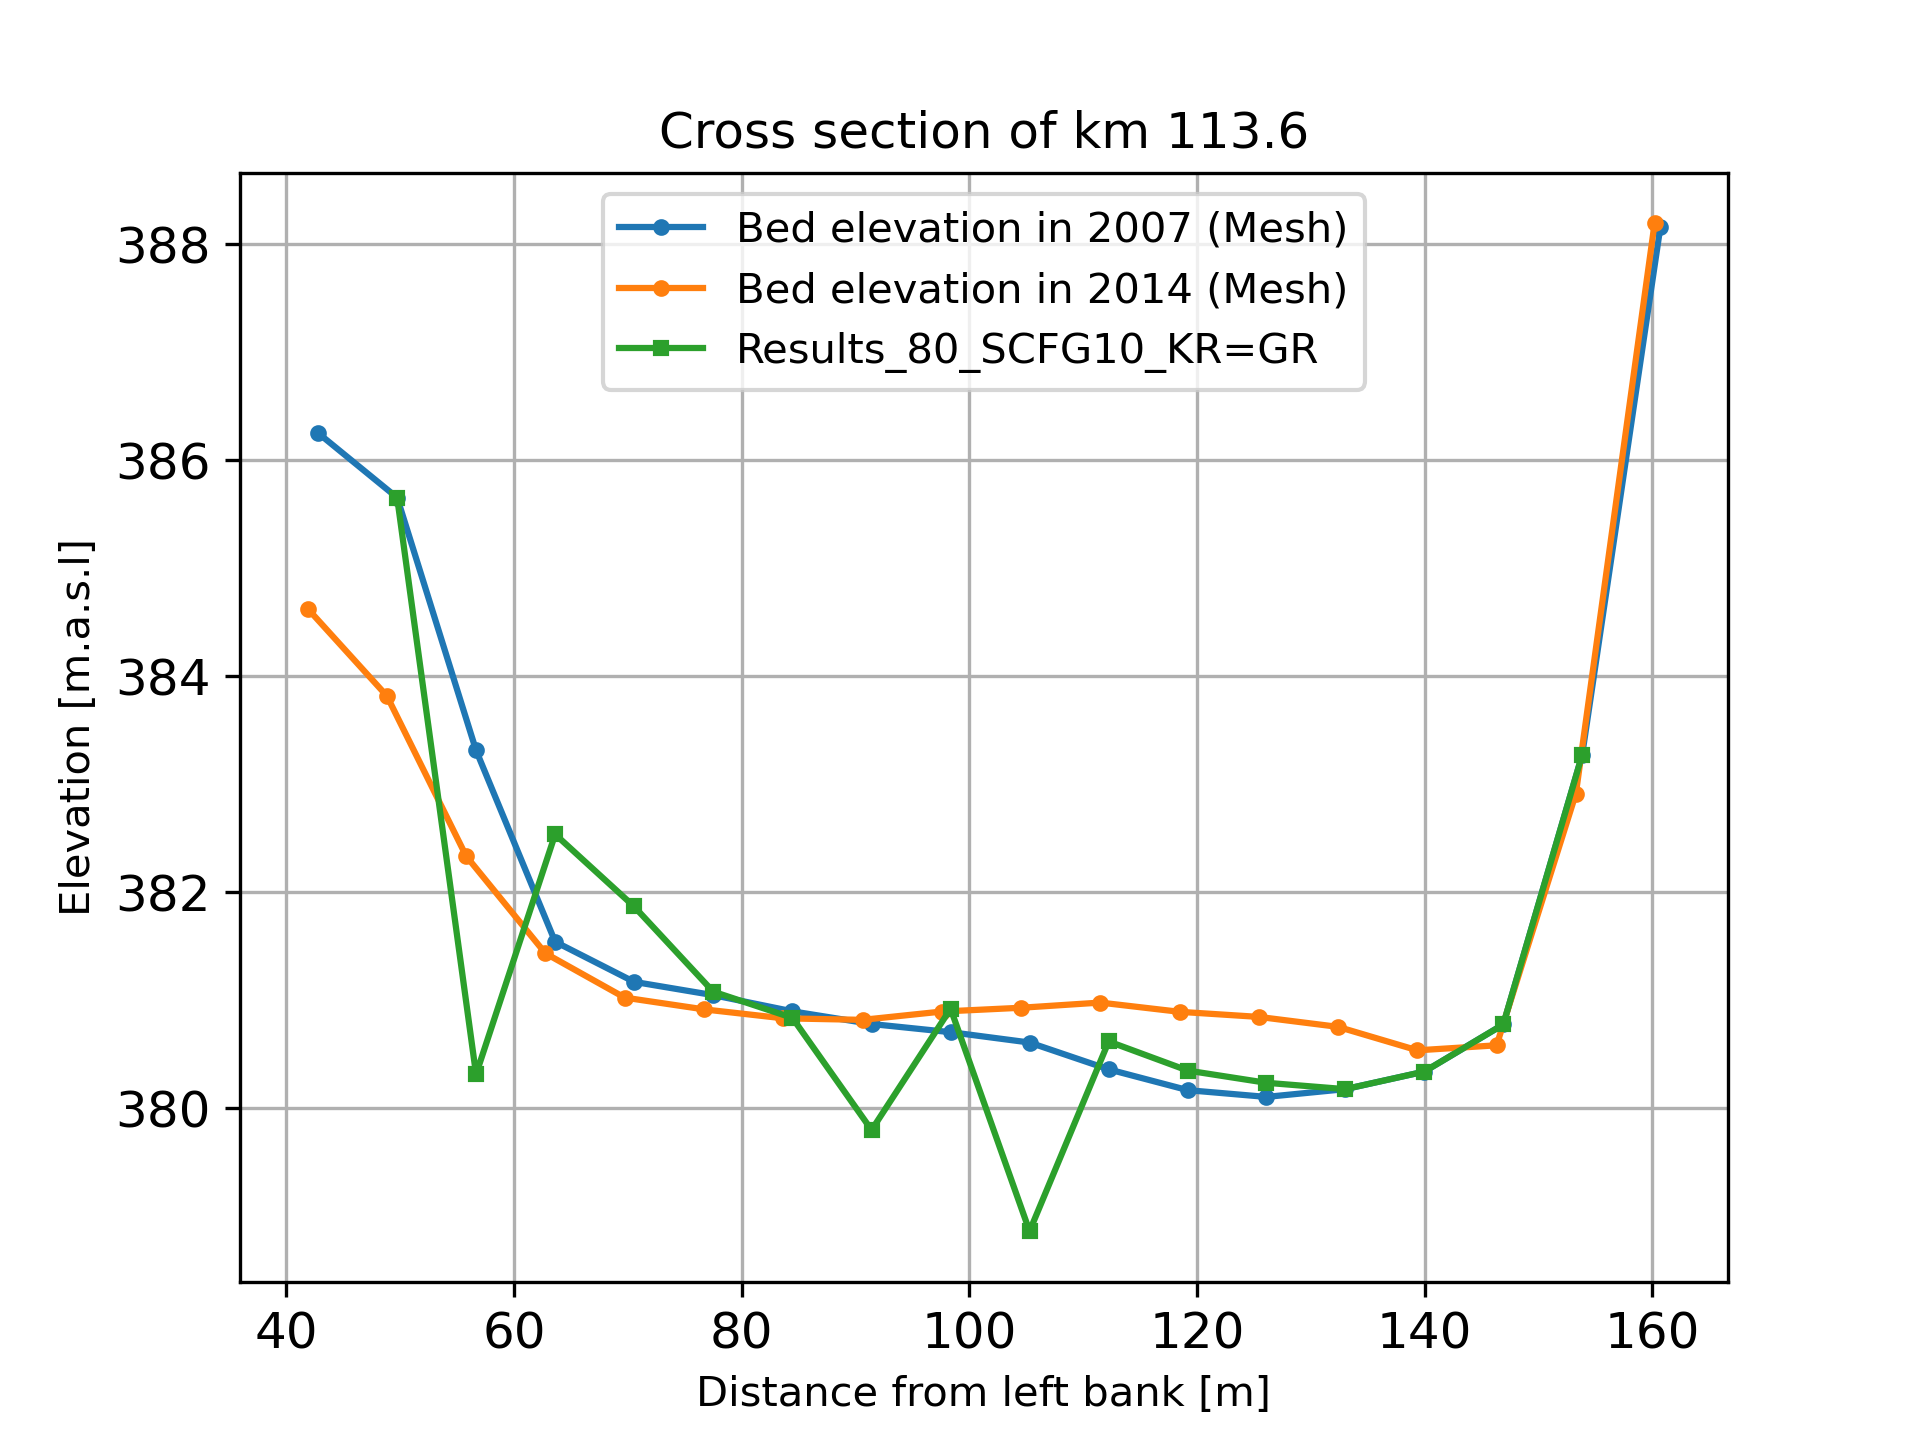 Cross section of km 113.6
Bed elevation in 2007 (Mesh)
Bed elevation in 2014 (Mesh)
Results_80_SCFG10_KR=GR
388
386
384
382
380
Elevation [m.a.s.l]
40 60 80 100 120 140 160
Distance from left bank [m]